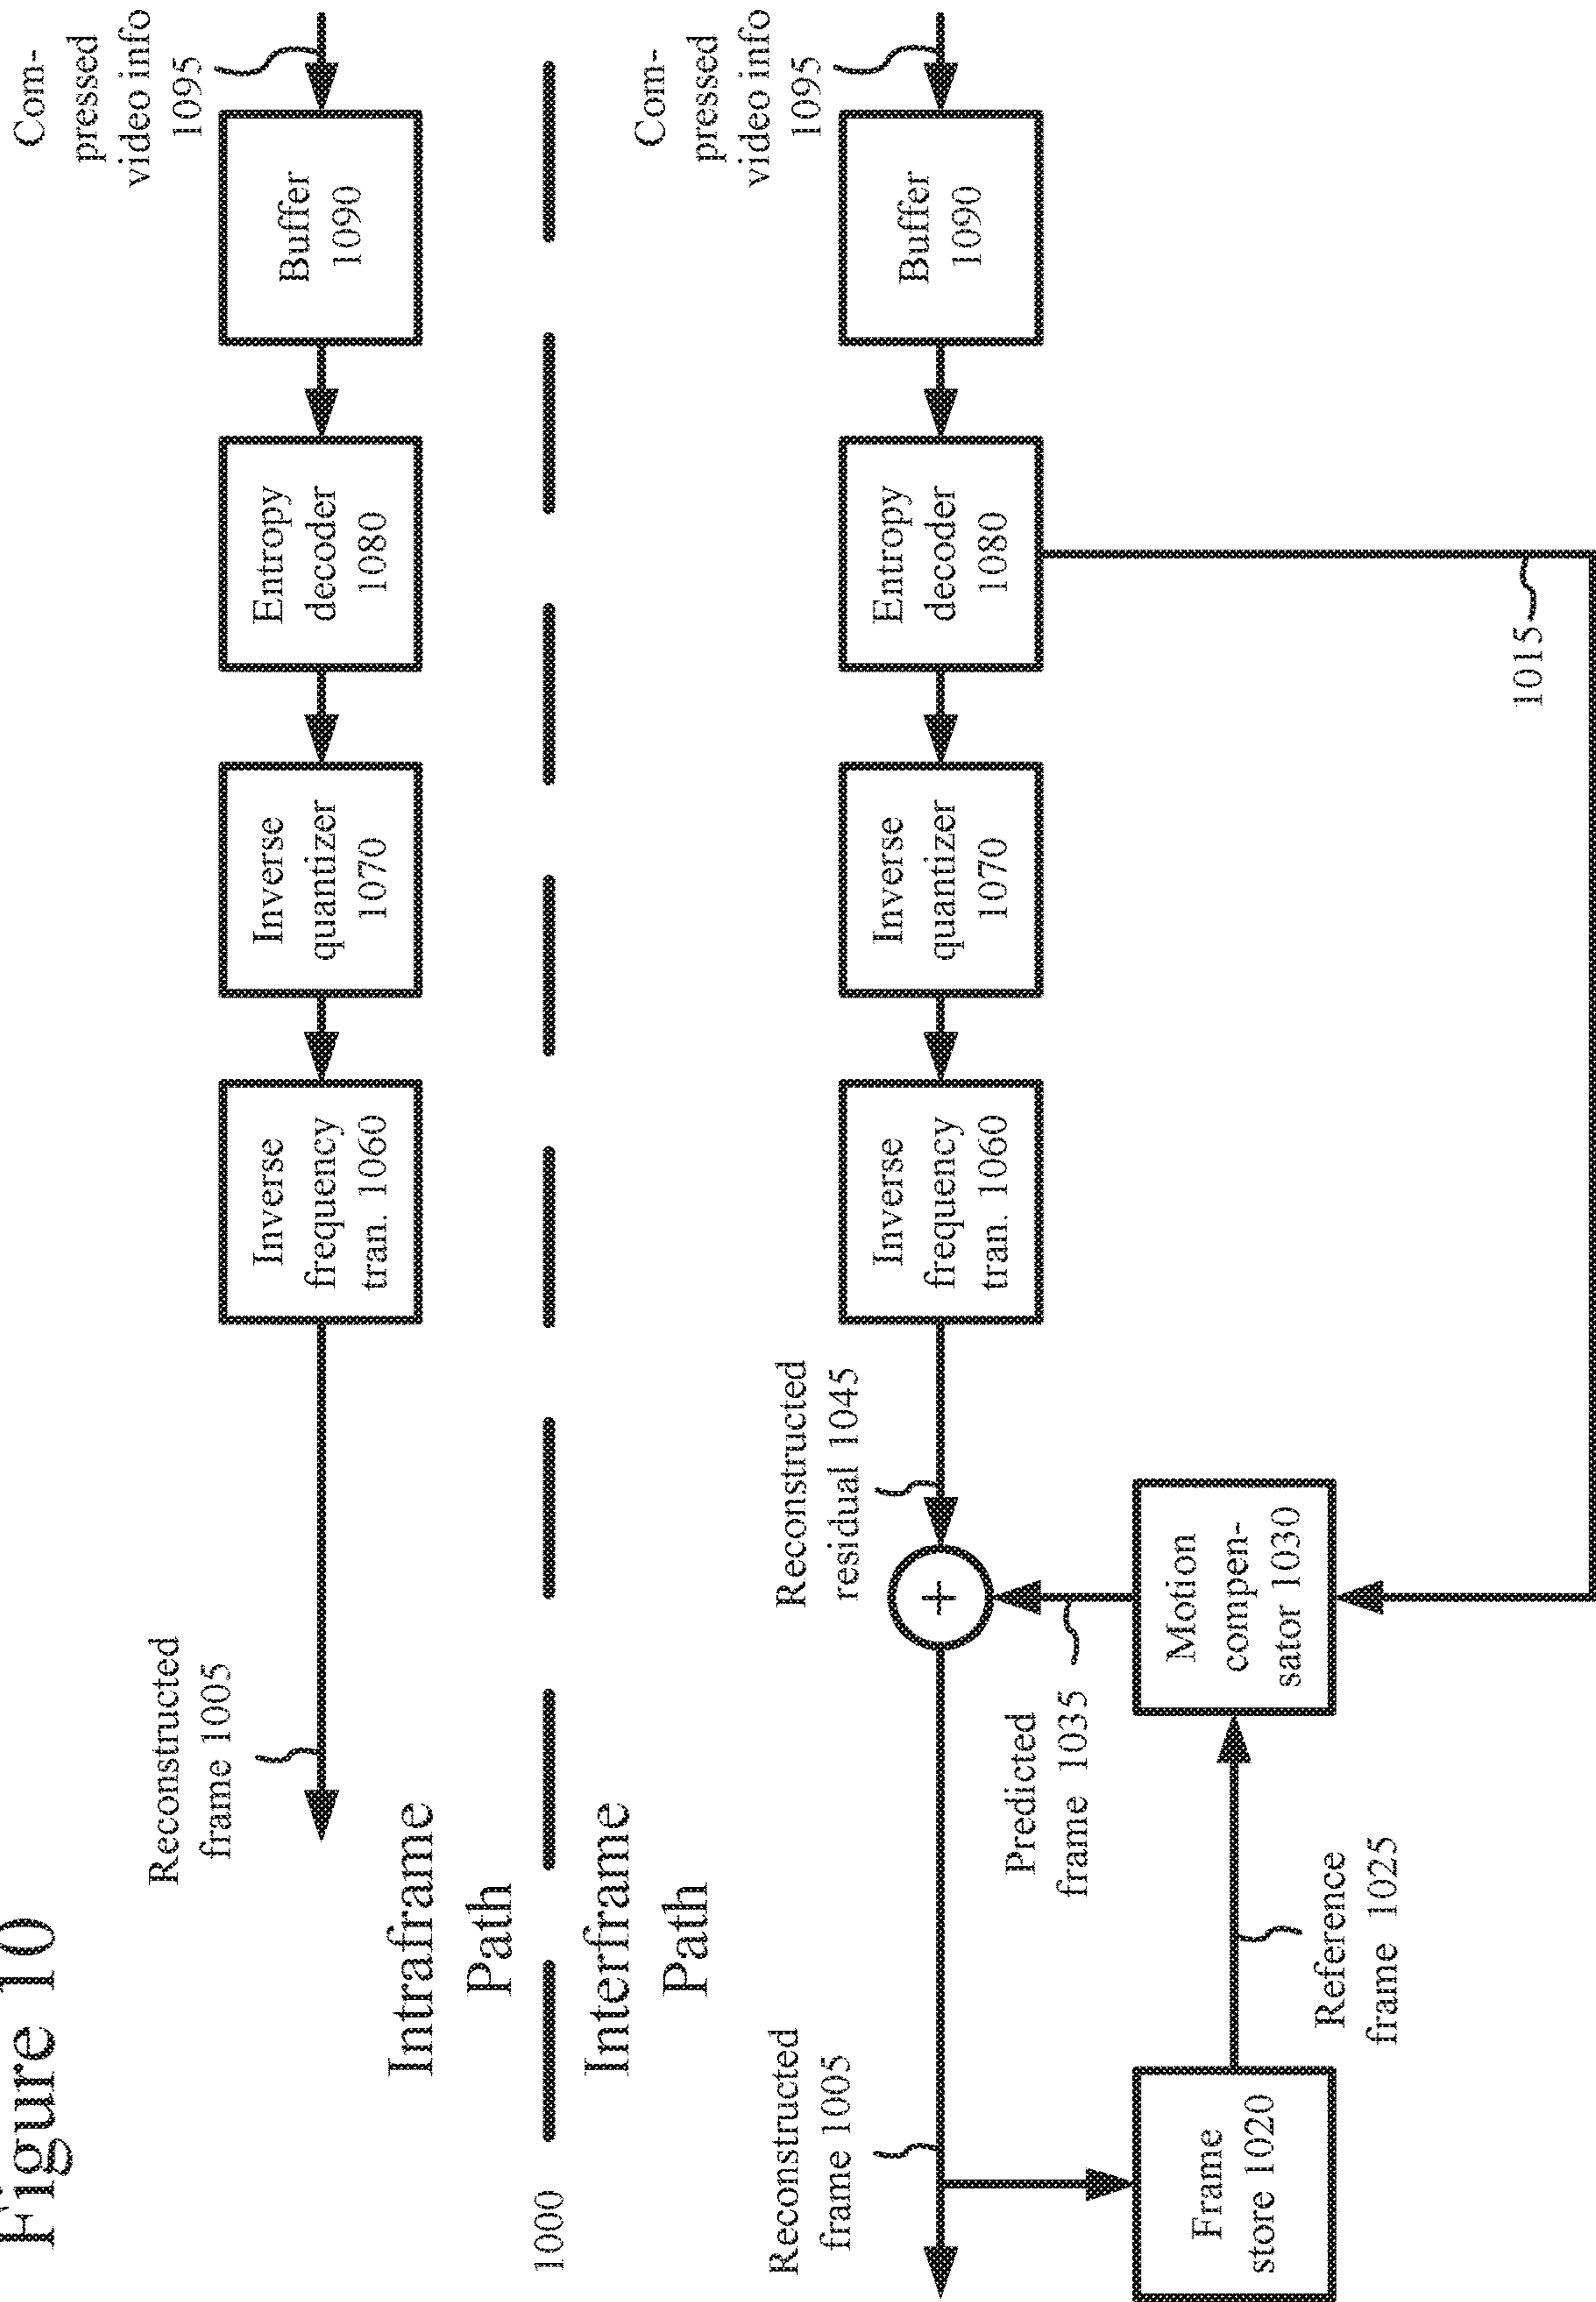 Figure 10
Reconstructed
frame 1005
Inverse
frequency
tran. 1060
Inverse
quantizer
1070
Entropy
decoder
1080
Buffer
1090
Com-
pressed
video info
1095
Intraframe
Path
1000
Interframe
Path
Reconstructed
frame 1005
Reconstructed
residual 1045
+
Inverse
frequency
tran. 1060
Inverse
quantizer
1070
Entropy
decoder
1080
Buffer
1090
Com-
pressed
video info
1095
Predicted
frame 1035
Frame
store 1020
Reference
frame 1025
Motion
compen-
sator 1030
1015